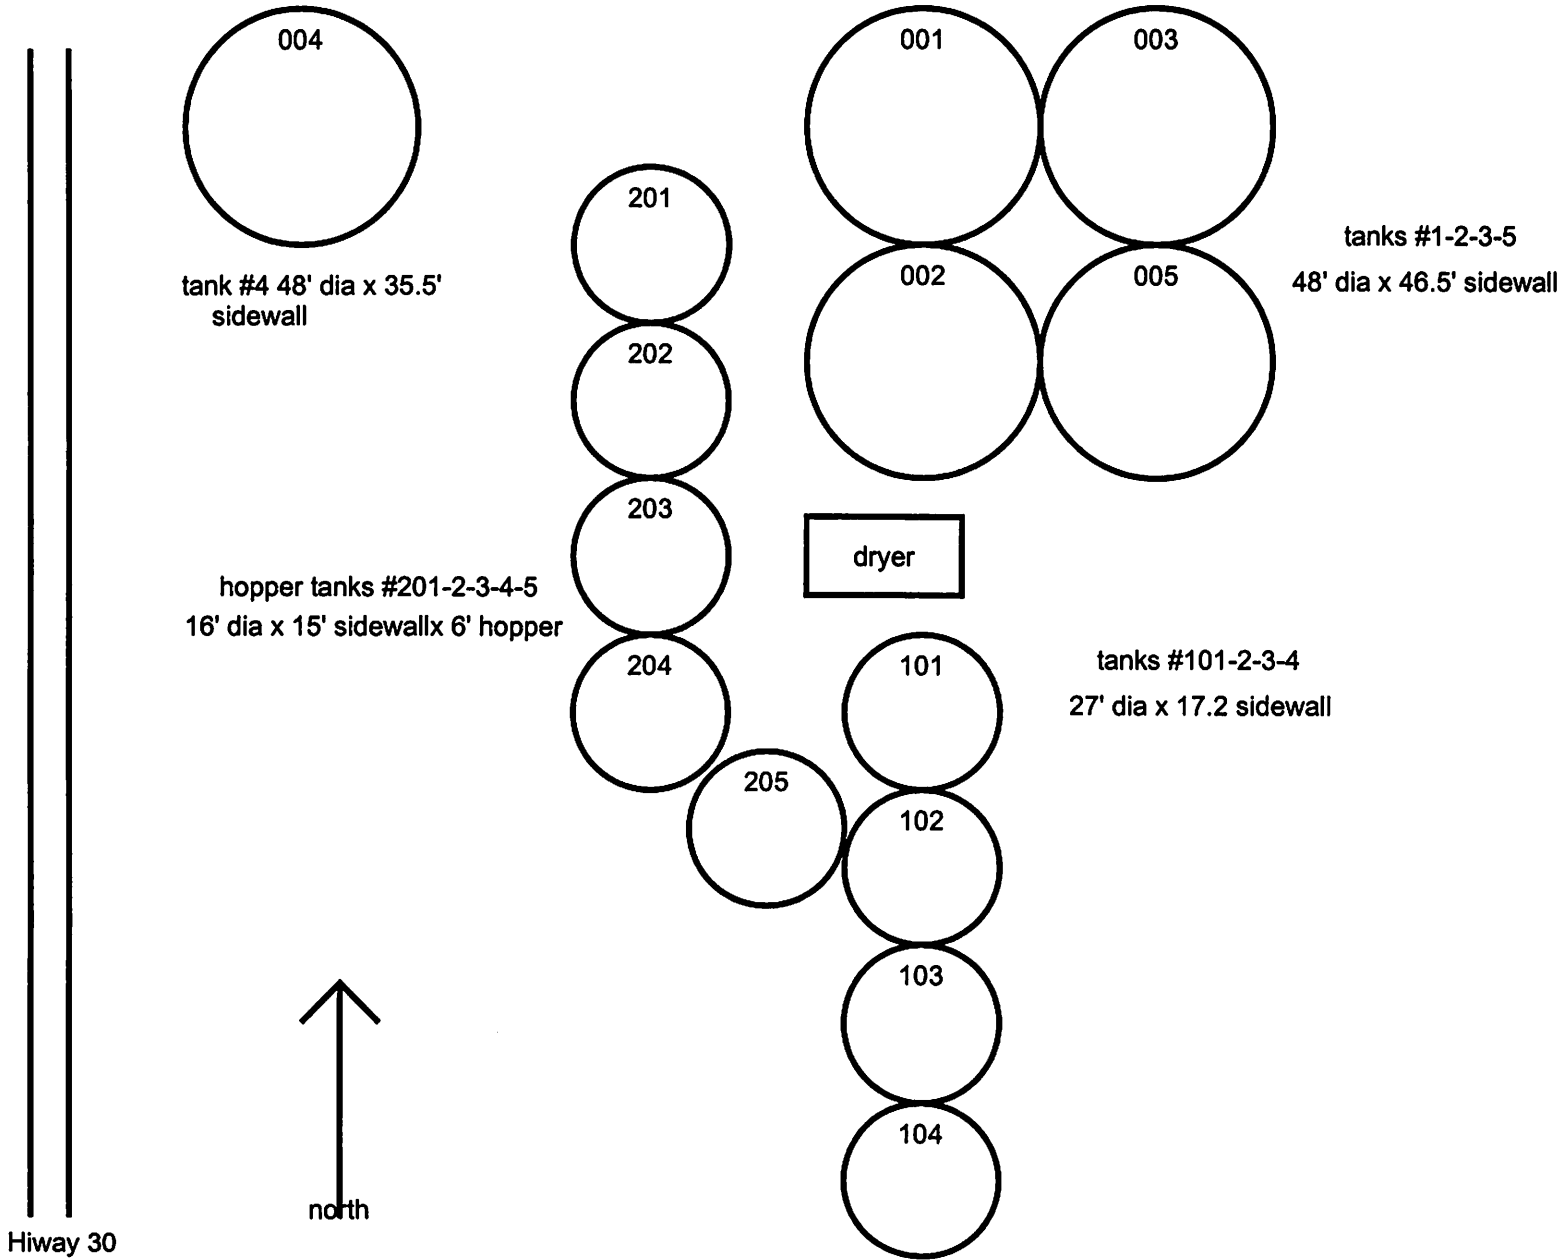 004
001
003
201
tanks #1-2-3-5
48' dia x 46.5' sidewall
002
005
tank #4 48' dia x 35.5'
sidewall
202
203
dryer
hopper tanks #201-2-3-4-5
16' dia x 15' sidewallx 6' hopper
204
101
tanks #101-2-3-4
27' dia x 17.2 sidewall
205
102
103
104
north
Hiway 30